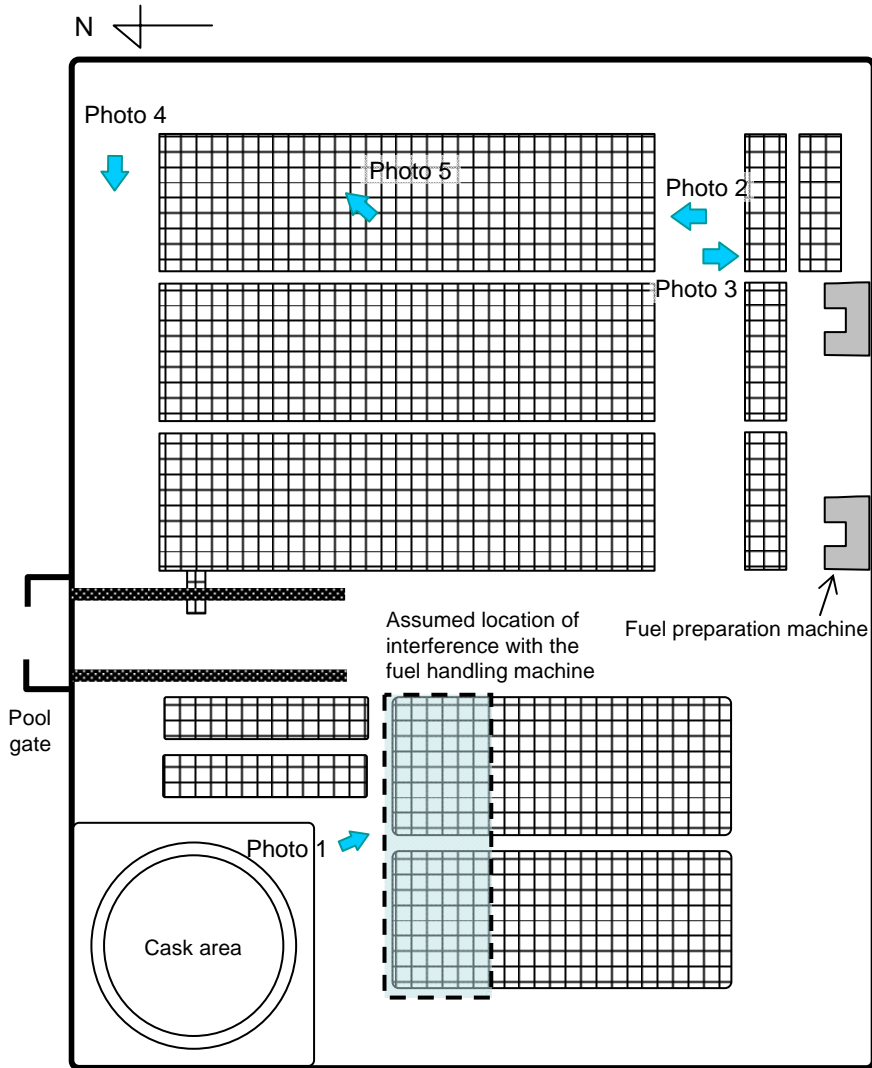 N
Photo 4
Photo 5
Photo 2
Photo 3
Assumed location of
interference with the
fuel handling machine
Fuel preparation machine
Pool
gate
Photo 1
Cask area